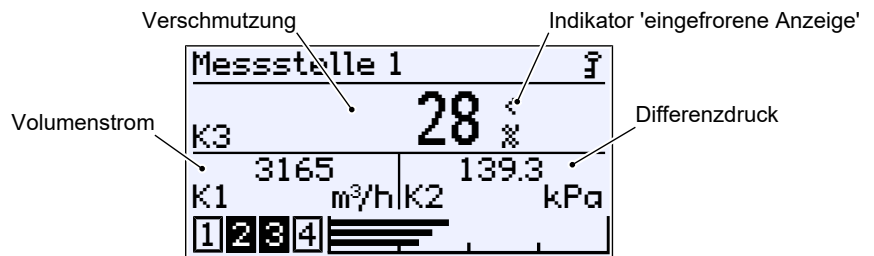 Verschmutzung
Indikator 'eingefrorene Anzeige'
Messstelle 1
Volumenstrom
Differenzdruck
K3 28 < %
3165 139.3
K1 m³/h K2 kPa
1 2 3 4